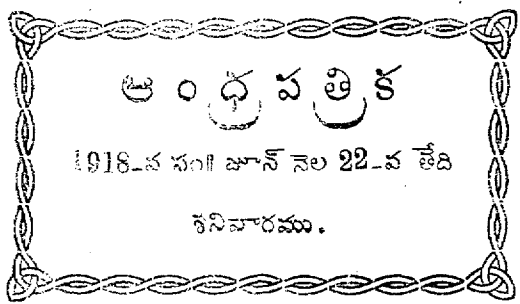 ఆంధ్రపత్రిక
1918-వ సం॥ జూన్ నెల 22-వ తేది
శనివారము.